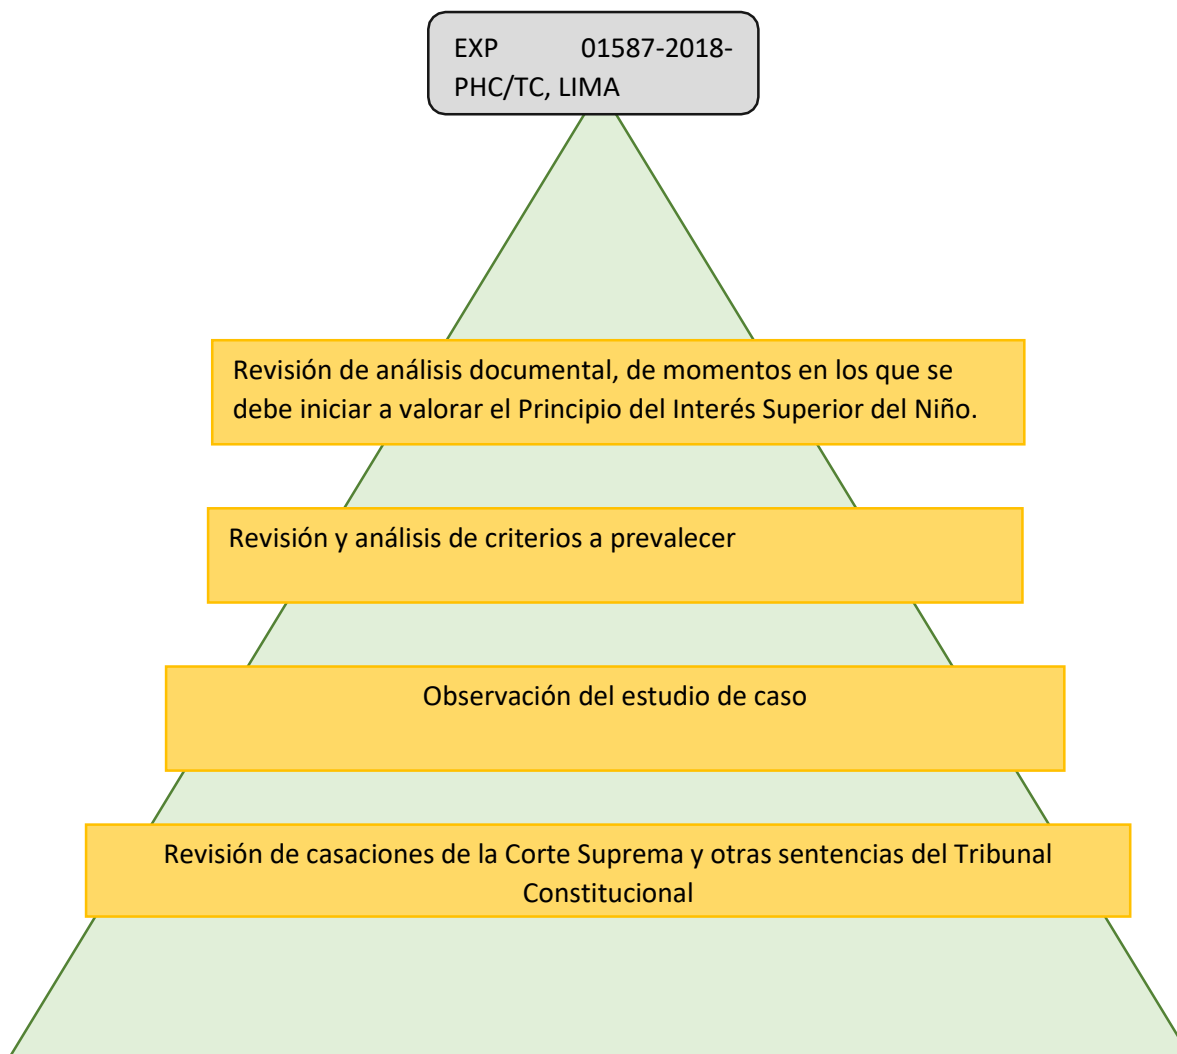 EXP 01587-2018-
PHC/TC, LIMA
Revisión de análisis documental, de momentos en los que se
debe iniciar a valorar el Principio del Interés Superior del Niño.
Revisión y análisis de criterios a prevalecer
Observación del estudio de caso
Revisión de casaciones de la Corte Suprema y otras sentencias del Tribunal
Constitucional